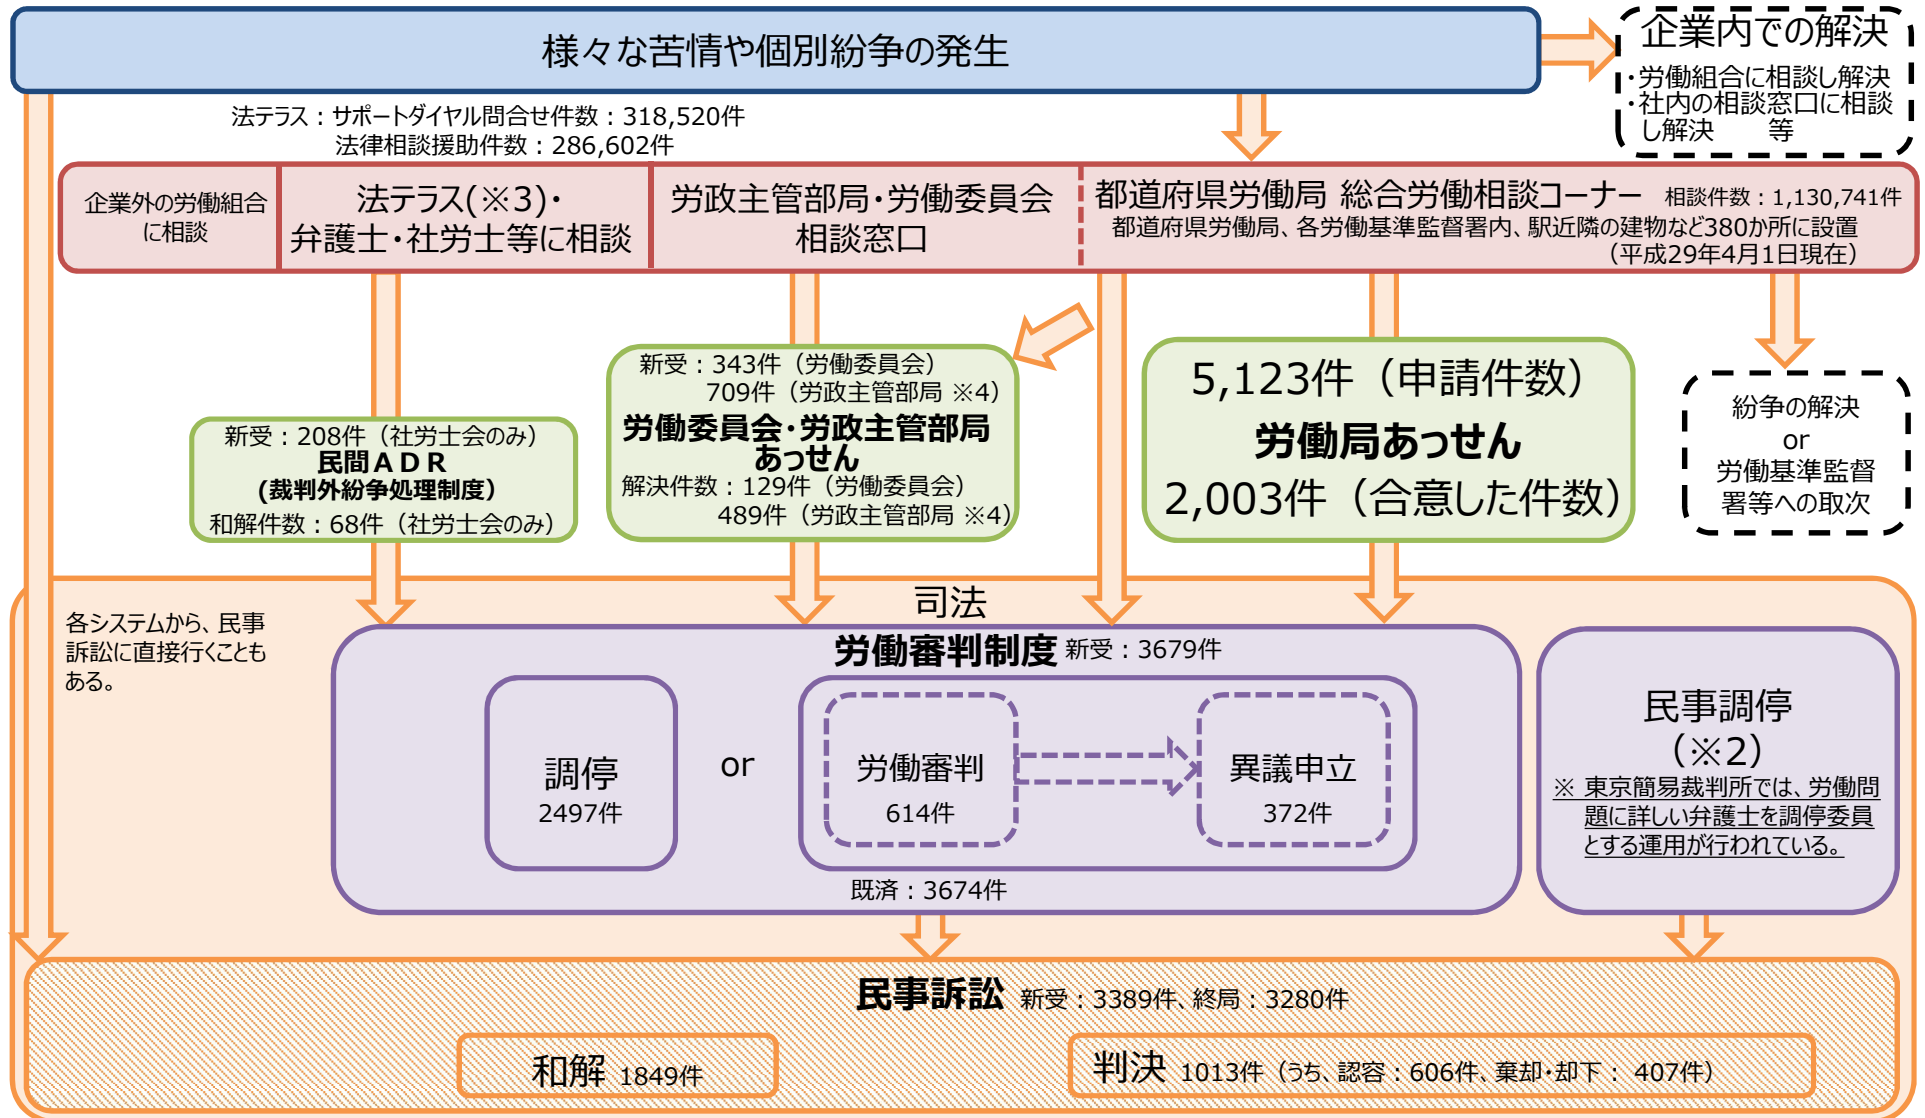 様々な苦情や個別紛争の発生
企業内での解決
・労働組合に相談し解決
・社内の相談窓口に相談
し解決　　等
法テラス：サポートダイヤル問合せ件数：318,520件
法律相談援助件数：286,602件
企業外の労働組合
に相談
法テラス(※3)・
弁護士・社労士等に相談
労政主管部局・労働委員会
相談窓口
都道府県労働局 総合労働相談コーナー　相談件数：1,130,741件
都道府県労働局、各労働基準監督署内、駅近隣の建物など380か所に設置
（平成29年4月1日現在）
新受：208件（社労士会のみ）
民間ＡＤＲ
(裁判外紛争処理制度）
和解件数：68件（社労士会のみ）
新受：343件（労働委員会）
709件（労政主管部局 ※4）
労働委員会・労政主管部局
あっせん
解決件数：129件（労働委員会）
489件（労政主管部局 ※4）
5,123件（申請件数）
労働局あっせん
2,003件（合意した件数）
紛争の解決
or
労働基準監督
署等への取次
各システムから、民事
訴訟に直接行くことも
ある。
司法
労働審判制度 新受：3679件
調停
2497件
or
労働審判
614件
異議申立
372件
既済：3674件
民事調停
（※2）
※ 東京簡易裁判所では、労働問
題に詳しい弁護士を調停委員
とする運用が行われている。
民事訴訟 新受：3389件、終局：3280件
和解 1849件
判決 1013件（うち、認容：606件、棄却・却下： 407件）